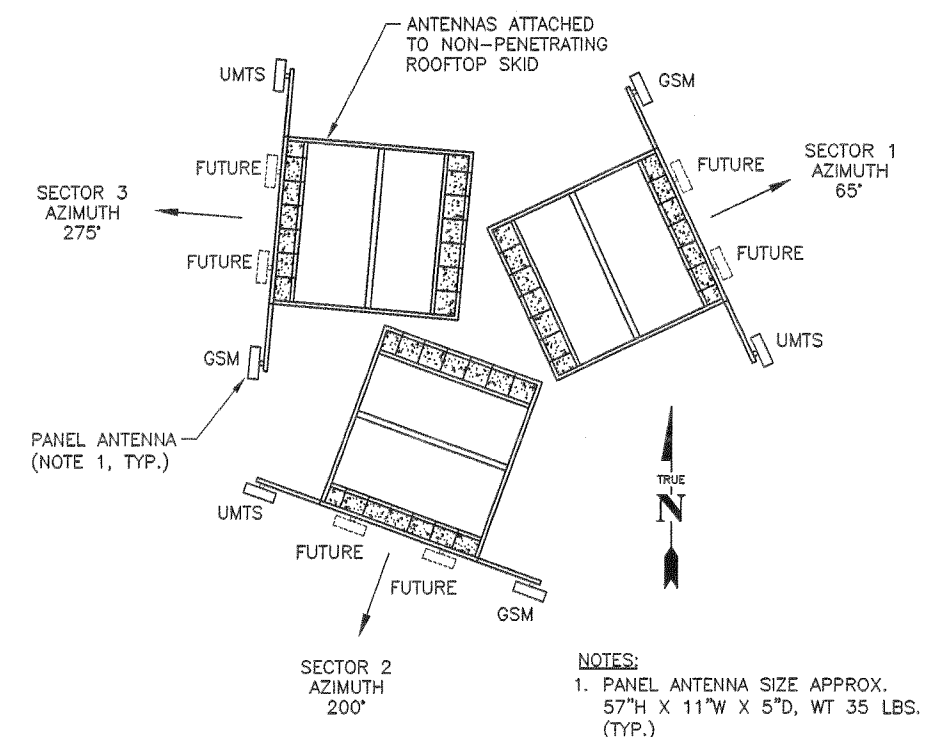 ANTENNAS ATTACHED
TO NON-PENETRATING
ROOFTOP SKID
UMTS
GSM
FUTURE
FUTURE
SECTOR 1
AZIMUTH
65°
SECTOR 3
AZIMUTH
275°
FUTURE
FUTURE
GSM
UMTS
PANEL ANTENNA
(NOTE 1, TYP.)
TRUE
N
UMTS
FUTURE
FUTURE
GSM
SECTOR 2
AZIMUTH
200°
NOTES:
1. PANEL ANTENNA SIZE APPROX.
57"H X 11"W X 5"D, WT 35 LBS.
(TYP.)